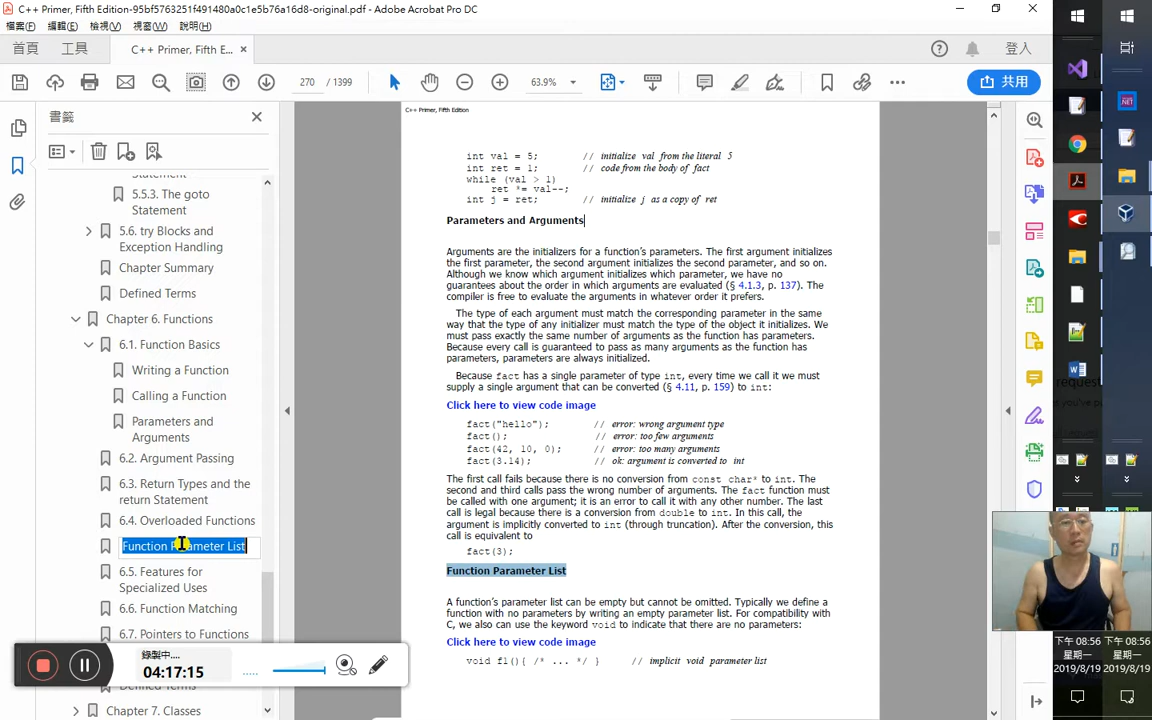 C++ Primer, Fifth Edition-95bf5763251f491480a0c1e5b76a16d8-original.pdf - Adobe Acrobat Pro DC
檔案(F) 編輯(E) 檢視(V) 視窗(W) 說明(H)
首頁 工具 C++ Primer, Fifth E... × 登入
270 / 1399 63.9% 共用
書籤
Statement
5.5.3. The goto
Statement
5.6. try Blocks and
Exception Handling
Chapter Summary
Defined Terms
Chapter 6. Functions
6.1. Function Basics
Writing a Function
Calling a Function
Parameters and
Arguments
6.2. Argument Passing
6.3. Return Types and the
return Statement
6.4. Overloaded Functions
Function Parameter List
6.5. Features for
Specialized Uses
6.6. Function Matching
6.7. Pointers to Functions
Defined Terms
Chapter 7. Classes
錄製中....
04:17:15
C++ Primer, Fifth Edition
int val = 5; // initialize val from the literal 5
int ret = 1; // code from the body of fact
while (val > 1)
ret *= val--;
int j = ret; // initialize j as a copy of ret
Parameters and Arguments
Arguments are the initializers for a function's parameters. The first argument initializes
the first parameter, the second argument initializes the second parameter, and so on.
Although we know which argument initializes which parameter, we have no
guarantees about the order in which arguments are evaluated (§ 4.1.3, p. 137). The
compiler is free to evaluate the arguments in whatever order it prefers.
The type of each argument must match the corresponding parameter in the same
way that the type of any initializer must match the type of the object it initializes. We
must pass exactly the same number of arguments as the function has parameters.
Because every call is guaranteed to pass as many arguments as the function has
parameters, parameters are always initialized.
Because fact has a single parameter of type int, every time we call it we must
supply a single argument that can be converted (§ 4.11, p. 159) to int:
Click here to view code image
fact("hello"); // error: wrong argument type
fact(); // error: too few arguments
fact(42, 10, 0); // error: too many arguments
fact(3.14); // ok: argument is converted to int
The first call fails because there is no conversion from const char* to int. The
second and third calls pass the wrong number of arguments. The fact function must
be called with one argument; it is an error to call it with any other number. The last
call is legal because there is a conversion from double to int. In this call, the
argument is implicitly converted to int (through truncation). After the conversion, this
call is equivalent to
fact(3);
Function Parameter List
A function's parameter list can be empty but cannot be omitted. Typically we define a
function with no parameters by writing an empty parameter list. For compatibility with
C, we also can use the keyword void to indicate that there are no parameters:
Click here to view code image
void f1(){ /* ... */ } // implicit void parameter list
.NET
request
下午 08:56 下午 08:56
星期一 星期一
2019/8/19 2019/8/19